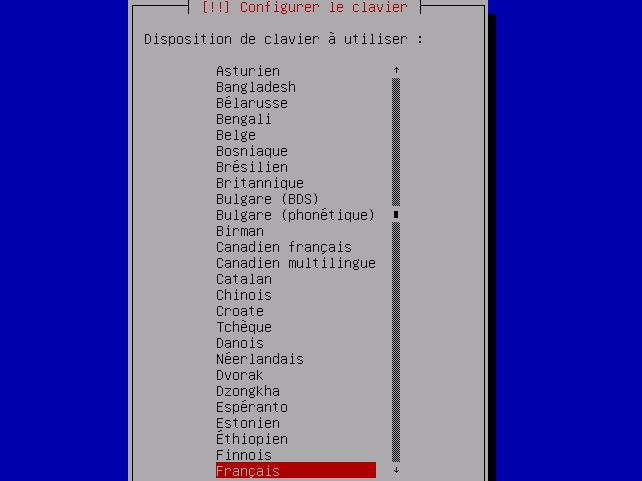 [!!] Configurer le clavier
Disposition de clavier à utiliser :
Asturien
Bangladesh
Bélarusse
Bengali
Belge
Bosniaque
Brésilien
Britannique
Bulgare (BDS)
Bulgare (phonétique)
Birman
Canadien français
Canadien multilingue
Catalan
Chinois
Croate
Tchèque
Danois
Néerlandais
Dvorak
Dzongkha
Espéranto
Estonien
Éthiopien
Finnois
Français